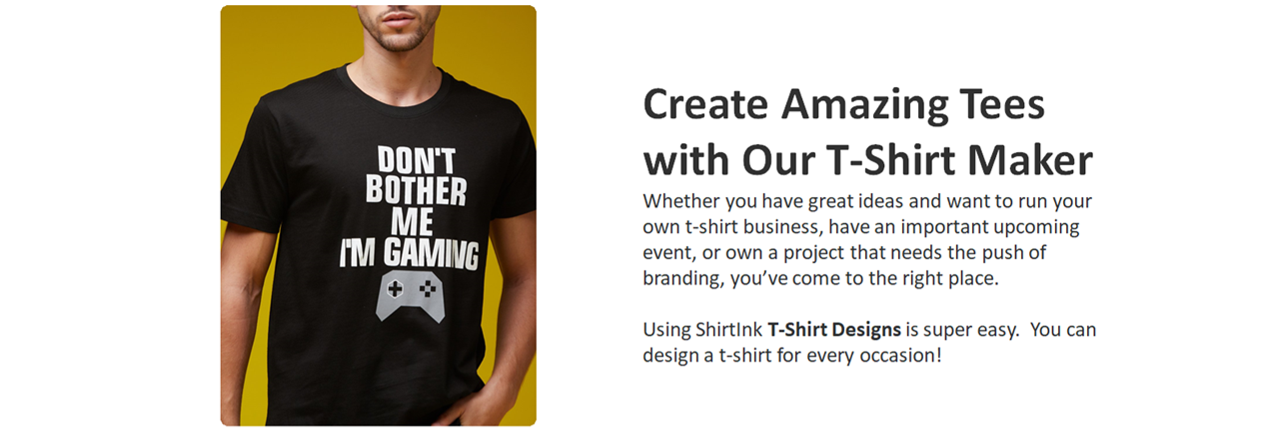 DON'T
BOTHER
ME
I'M GAMING
Create Amazing Tees
with Our T-Shirt Maker
Whether you have great ideas and want to run your
own t-shirt business, have an important upcoming
event, or own a project that needs the push of
branding, you’ve come to the right place.
Using ShirtInk T-Shirt Designs is super easy.  You can
design a t-shirt for every occasion!